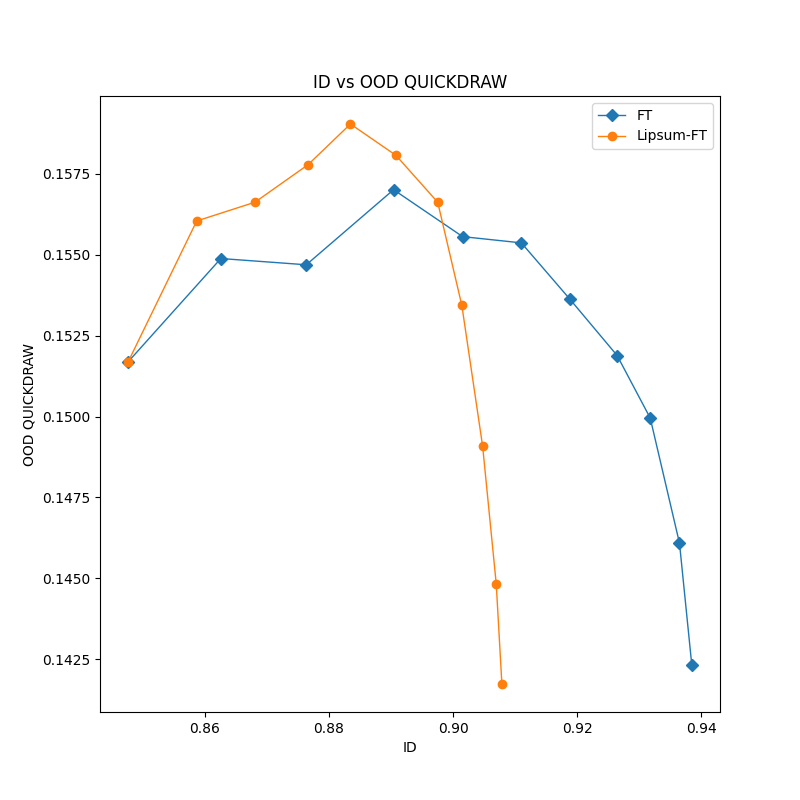 ID vs OOD QUICKDRAW
FT
Lipsum-FT
0.1575
0.1550
0.1525
0.1500
0.1475
0.1450
0.1425
OOD QUICKDRAW
0.86
0.88
0.90
0.92
0.94
ID